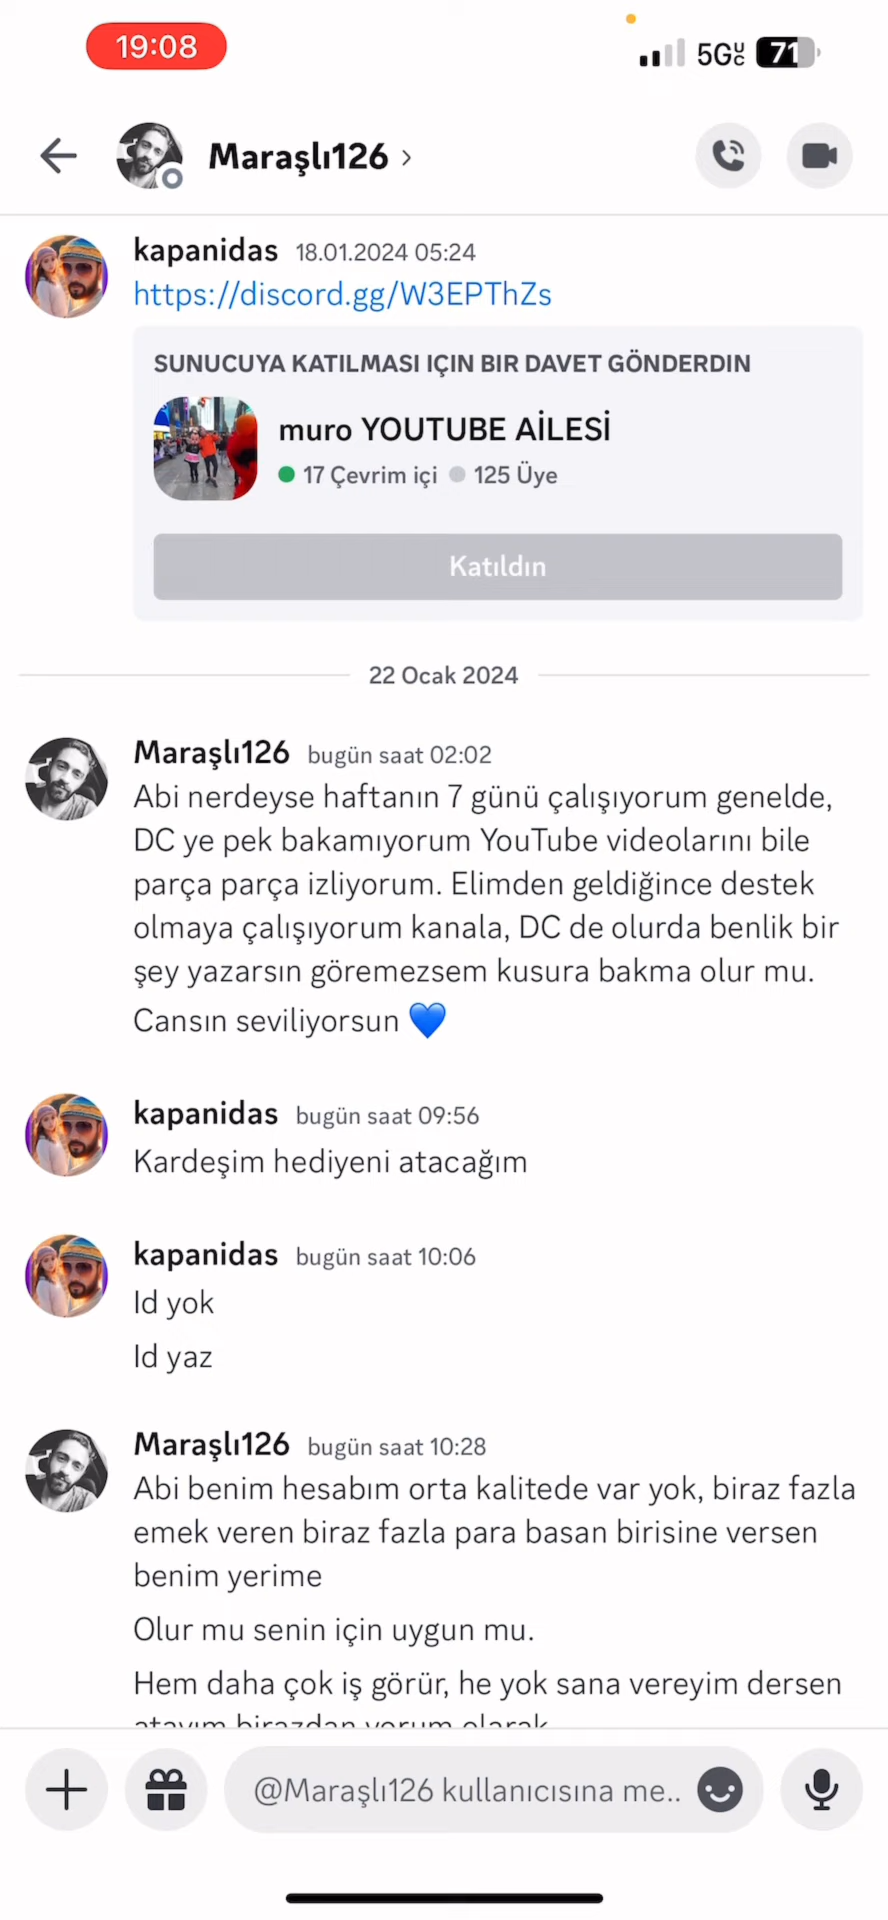 19:08
5G UC
71
Maraşlı126
kapanidas 18.01.2024 05:24
https://discord.gg/W3EPThZs
SUNUCUYA KATILMASI IÇIN BIR DAVET GÖNDERDIN
muro YOUTUBE AİLESİ
17 Çevrim içi 125 Üye
Katıldın
22 Ocak 2024
Maraşlı126 bugün saat 02:02
Abi nerdeyse haftanın 7 günü çalışıyorum genelde,
DC ye pek bakamıyorum YouTube videolarını bile
parça parça izliyorum. Elimden geldiğince destek
olmaya çalışıyorum kanala, DC de olurda benlik bir
şey yazarsın göremezsem kusura bakma olur mu.
Cansın seviliyorsun 💙
kapanidas bugün saat 09:56
Kardeşim hediyeni atacağım
kapanidas bugün saat 10:06
Id yok
Id yaz
Maraşlı126 bugün saat 10:28
Abi benim hesabım orta kalitede var yok, biraz fazla
emek veren biraz fazla para basan birisine versen
benim yerime
Olur mu senin için uygun mu.
Hem daha çok iş görür, he yok sana vereyim dersen
atayım birazdan yorum olarak
@Maraşlı126 kullanıcısına me..